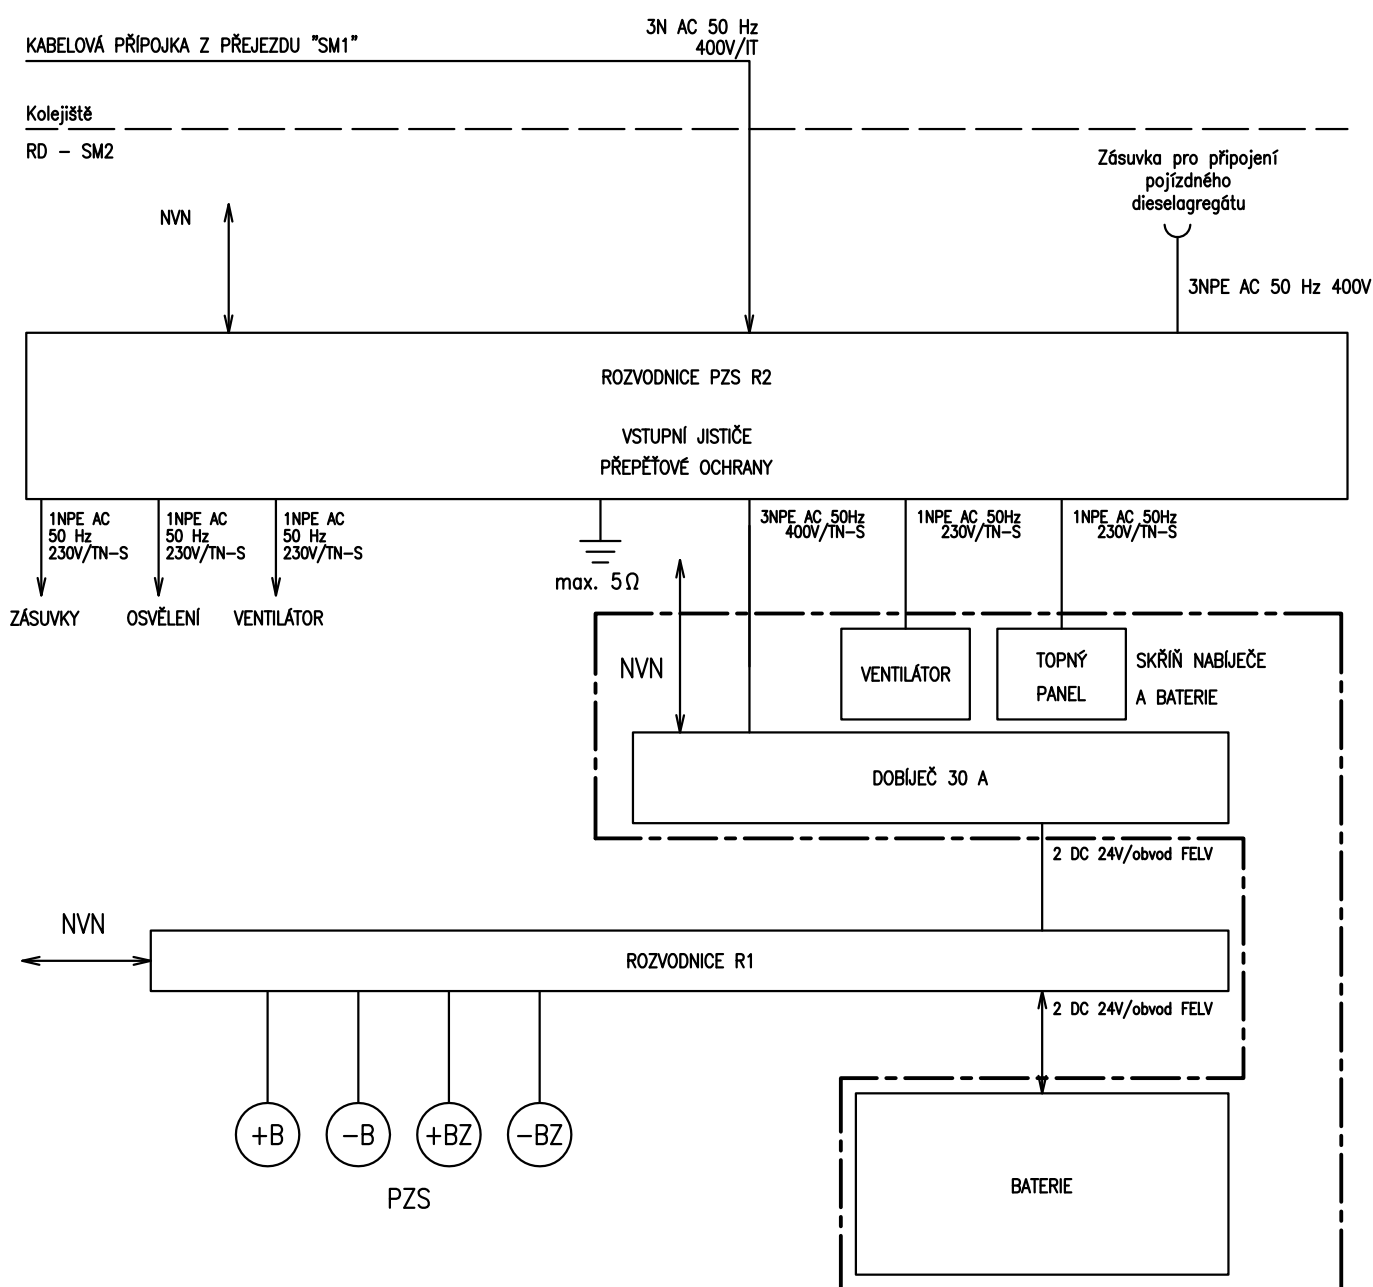 KABELOVÁ PŘÍPOJKA Z PŘEJEZDU "SM1"
3N AC 50 Hz
400V/IT
Kolejiště
RD – SM2
NVN
Zásuvka pro připojení
pojízdného
dieselagregátu
3NPE AC 50 Hz 400V
ROZVODNICE PZS R2
VSTUPNÍ JISTIČE
PŘEPĚŤOVÉ OCHRANY
1NPE AC
50 Hz
230V/TN–S
1NPE AC
50 Hz
230V/TN–S
1NPE AC
50 Hz
230V/TN–S
3NPE AC 50Hz
400V/TN–S
1NPE AC 50Hz
230V/TN–S
1NPE AC 50Hz
230V/TN–S
max. 5Ω
ZÁSUVKY
OSVĚLENÍ
VENTILÁTOR
NVN
VENTILÁTOR
TOPNÝ
PANEL
SKŘÍŇ NABÍJEČE
A BATERIE
DOBÍJEČ 30 A
2 DC 24V/obvod FELV
NVN
ROZVODNICE R1
2 DC 24V/obvod FELV
+B
–B
+BZ
–BZ
PZS
BATERIE